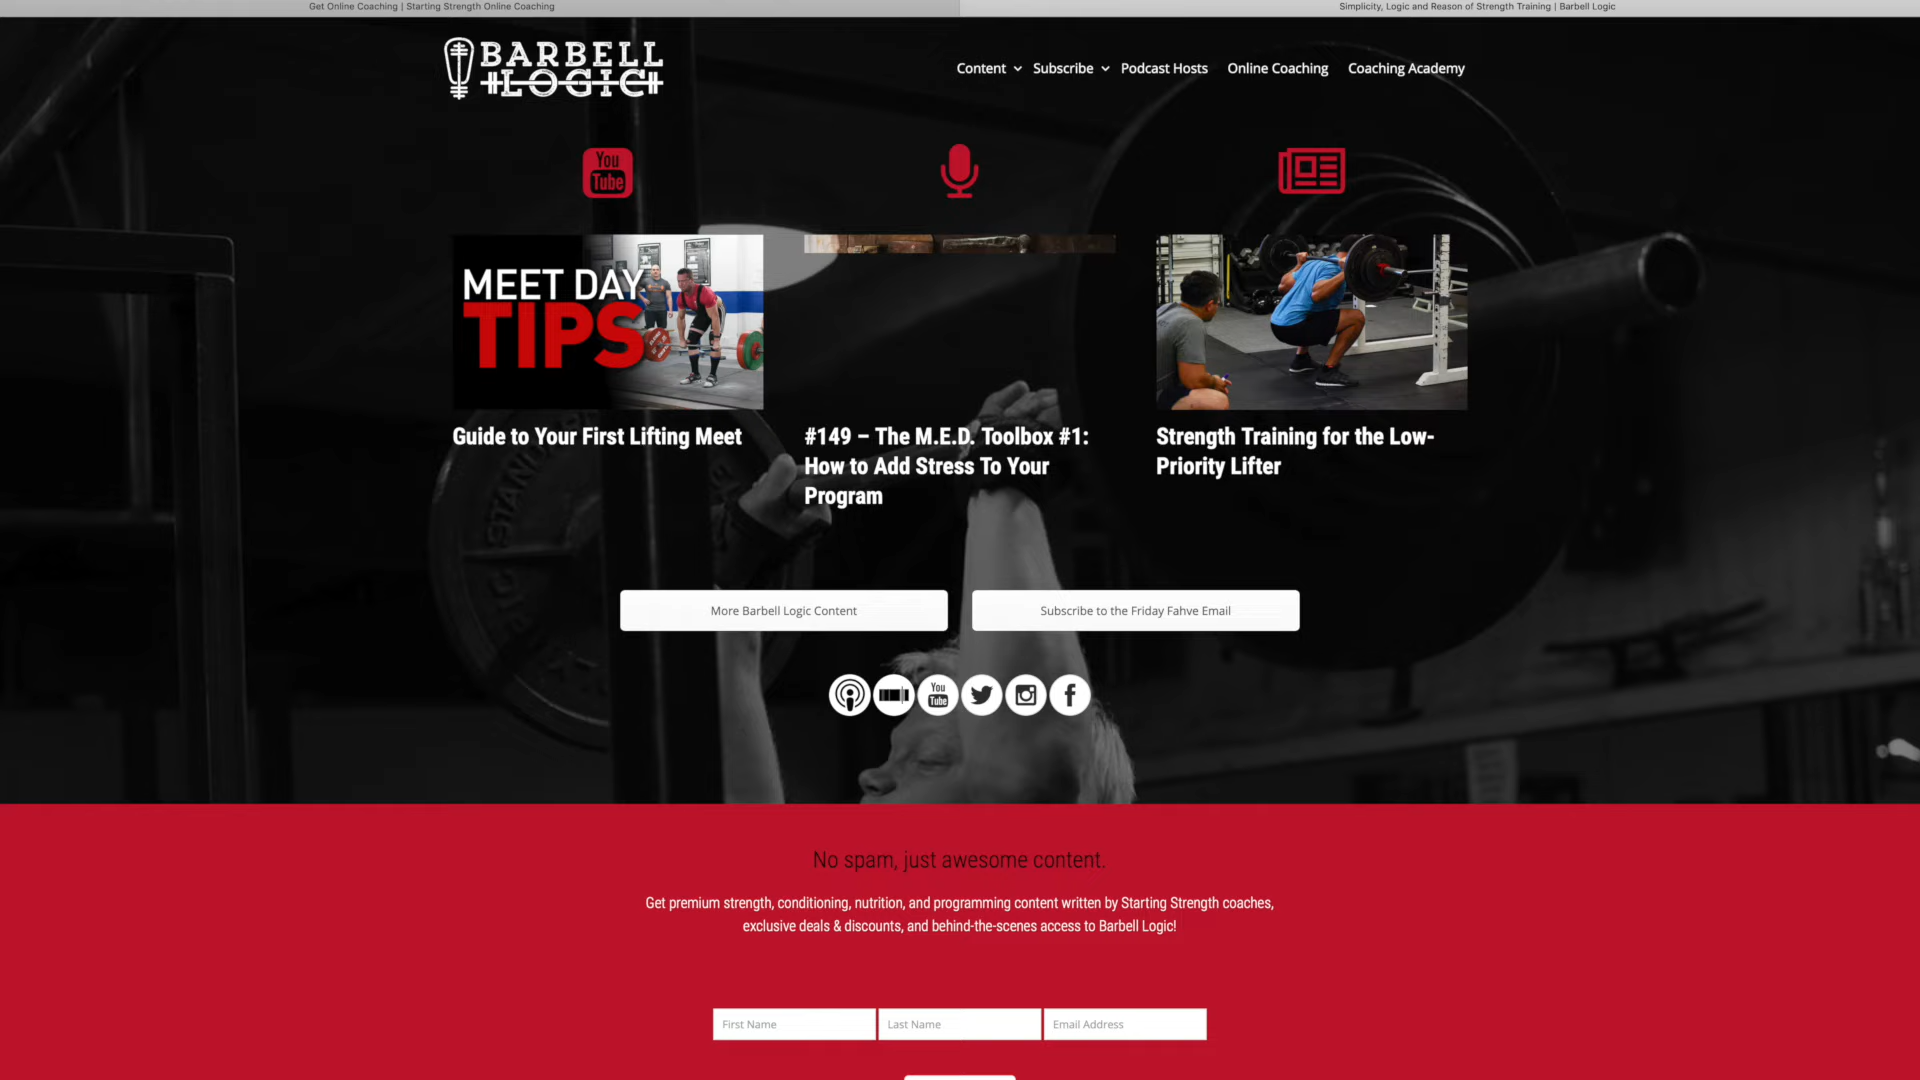 Get Online Coaching | Starting Strength Online Coaching
Simplicity, Logic and Reason of Strength Training | Barbell Logic
BARBELL
LOGIC
Content Subscribe Podcast Hosts Online Coaching Coaching Academy
You
Tube
MEET DAY
TIPS
Guide to Your First Lifting Meet
#149 – The M.E.D. Toolbox #1:
How to Add Stress To Your
Program
Strength Training for the Low-
Priority Lifter
STANDARD
More Barbell Logic Content
Subscribe to the Friday Fahve Email
You
Tube
No spam, just awesome content.
Get premium strength, conditioning, nutrition, and programming content written by Starting Strength coaches,
exclusive deals & discounts, and behind-the-scenes access to Barbell Logic!
First Name
Last Name
Email Address